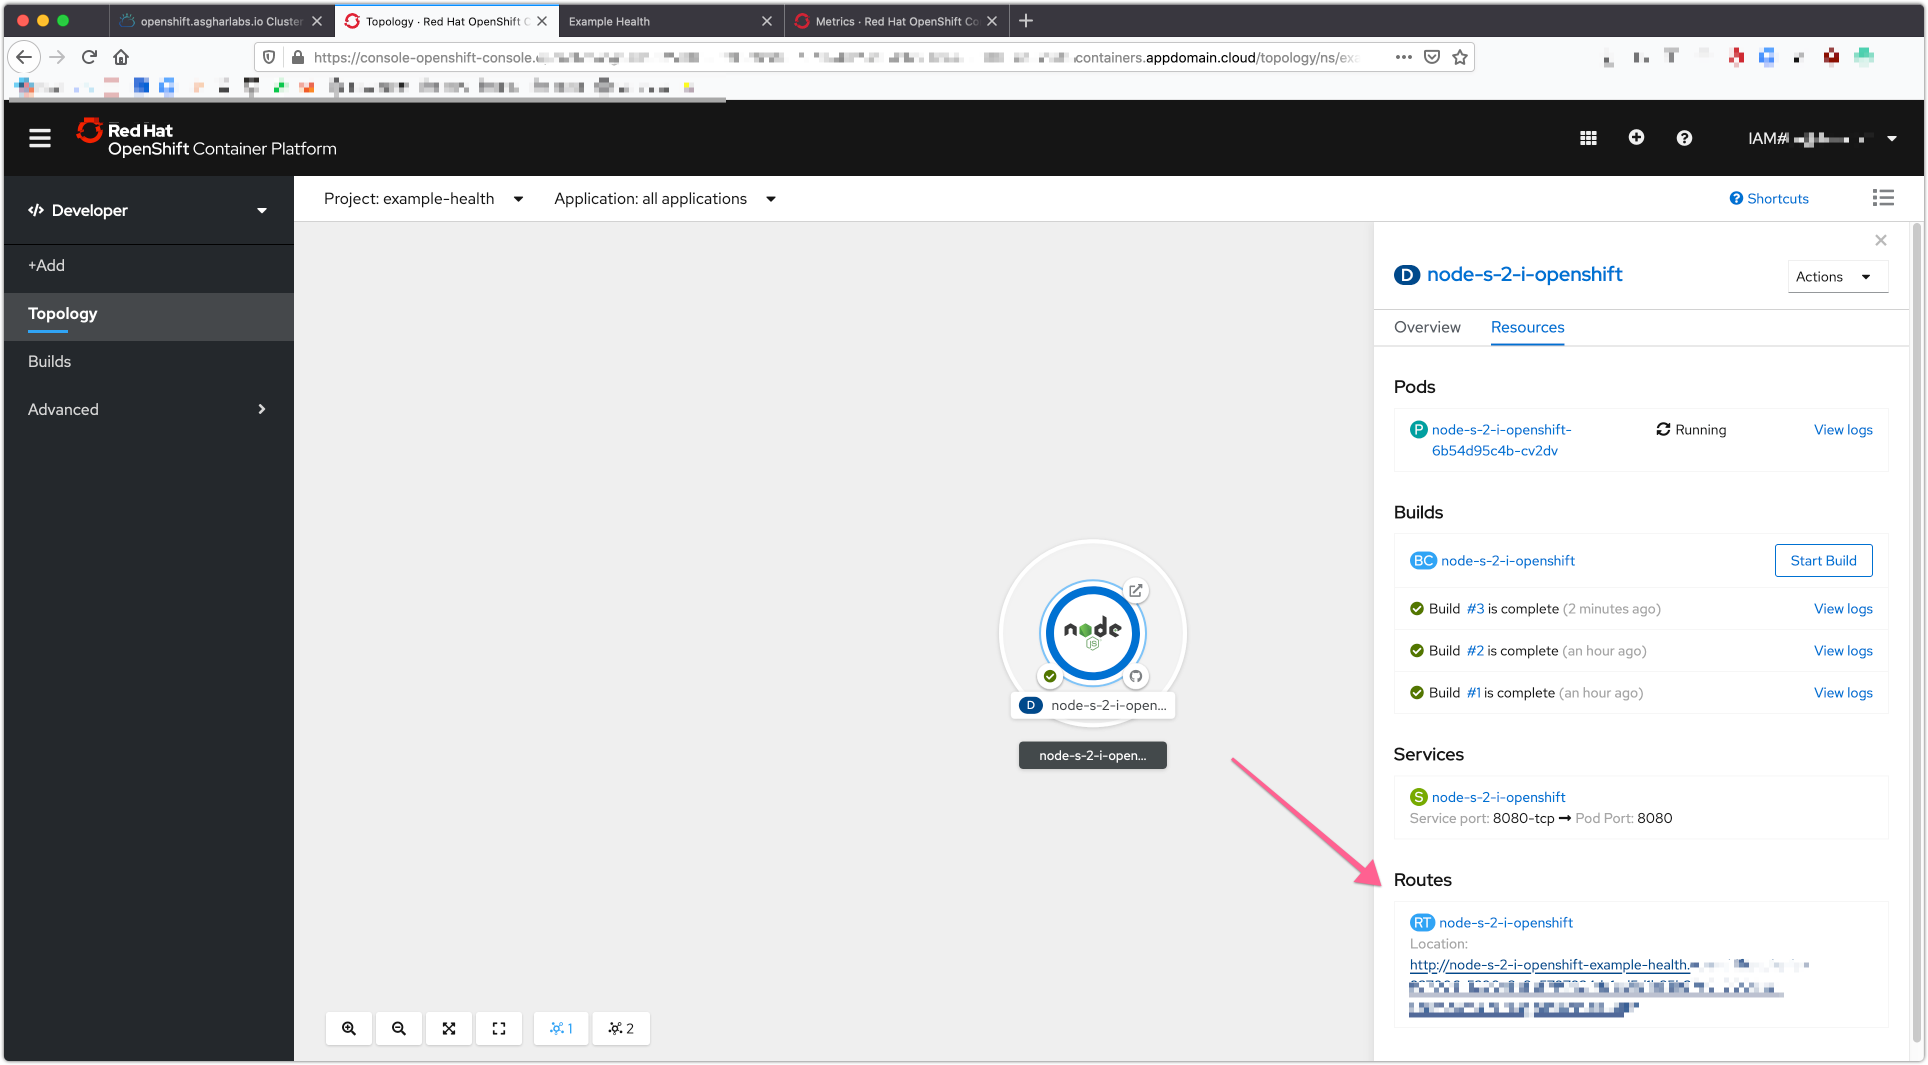 openshift.asgharlabs.io Cluster
Topology · Red Hat OpenShift C
Example Health
Metrics · Red Hat OpenShift Co
https://console-openshift-console.
containers.appdomain.cloud/topology/ns/exa
Red Hat
OpenShift Container Platform
IAM#
Developer
Project: example-health
Application: all applications
Shortcuts
+Add
Topology
Builds
Advanced
node
JS
D node-s-2-i-open...
node-s-2-i-open...
1
2
D node-s-2-i-openshift
Actions
Overview
Resources
Pods
P node-s-2-i-openshift-
6b54d95c4b-cv2dv
Running
View logs
Builds
BC node-s-2-i-openshift
Start Build
Build #3 is complete (2 minutes ago)
View logs
Build #2 is complete (an hour ago)
View logs
Build #1 is complete (an hour ago)
View logs
Services
S node-s-2-i-openshift
Service port: 8080-tcp → Pod Port: 8080
Routes
RT node-s-2-i-openshift
Location:
http://node-s-2-i-openshift-example-health.